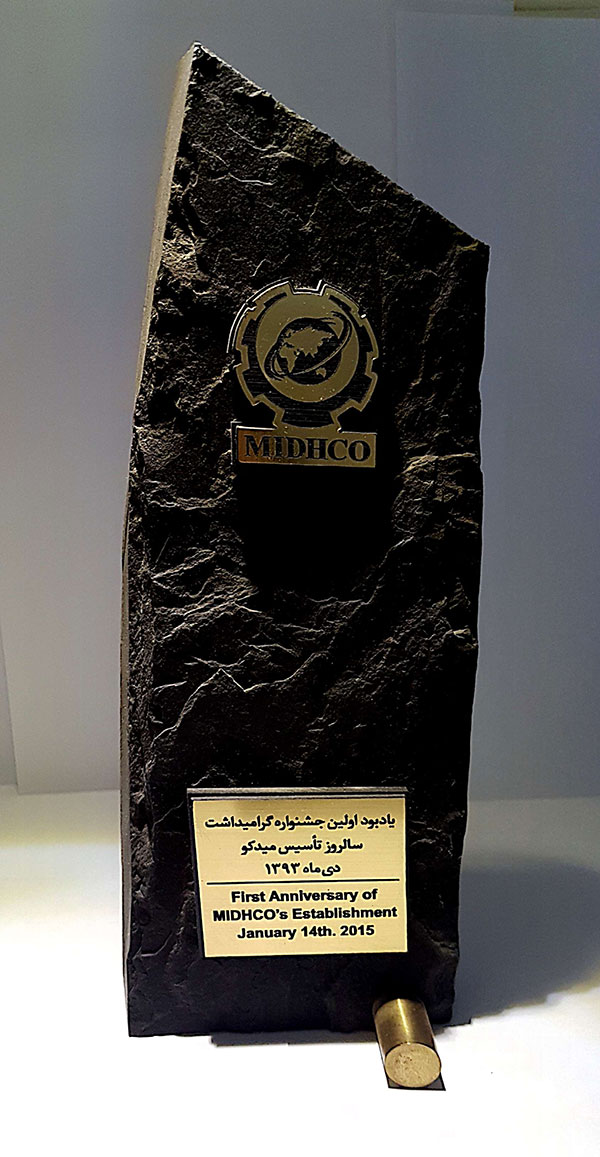 MIDHCO
یادبود اولین جشنواره گرامیداشت
سالروز تأسیس میدکو
دی‌ماه ۱۳۹۳
First Anniversary of
MIDHCO's Establishment
January 14th. 2015